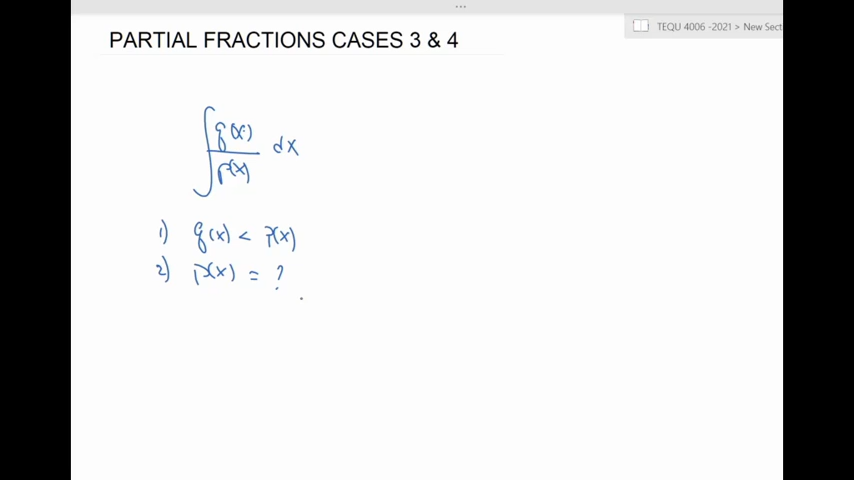 ...
TEQU 4006 -2021 > New Sect
PARTIAL FRACTIONS CASES 3 & 4
∫ q(x)/p(x) dx
1) q(x) < p(x)
2) p(x) = ?